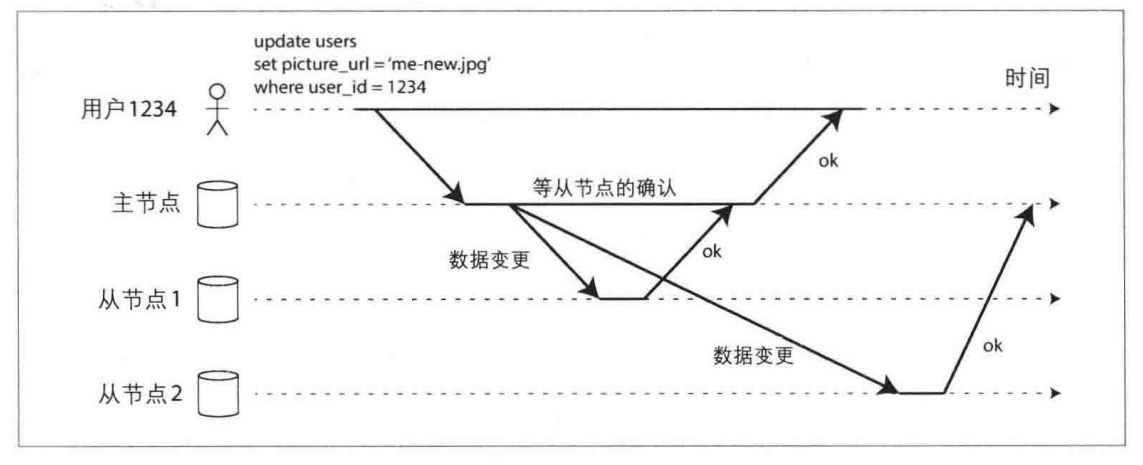 update users
set picture_url = ‘me-new.jpg’
where user_id = 1234
时间
用户1234
ok
主节点
等从节点的确认
数据变更
ok
从节点1
数据变更
ok
从节点2